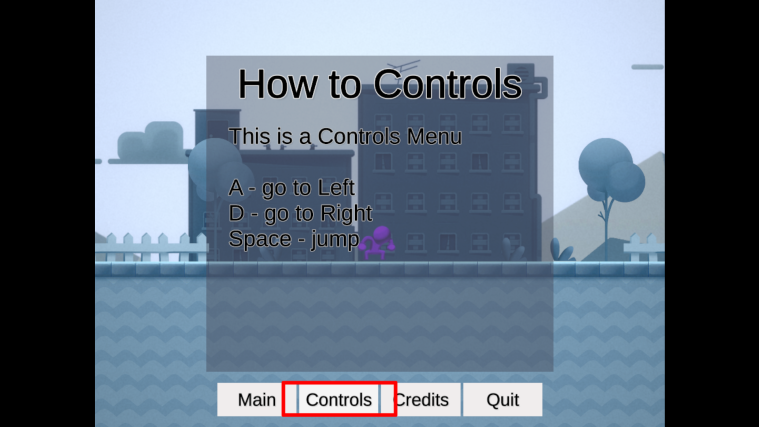 How to Controls
This is a Controls Menu
A - go to Left
D - go to Right
Space - jump
Main Controls Credits Quit